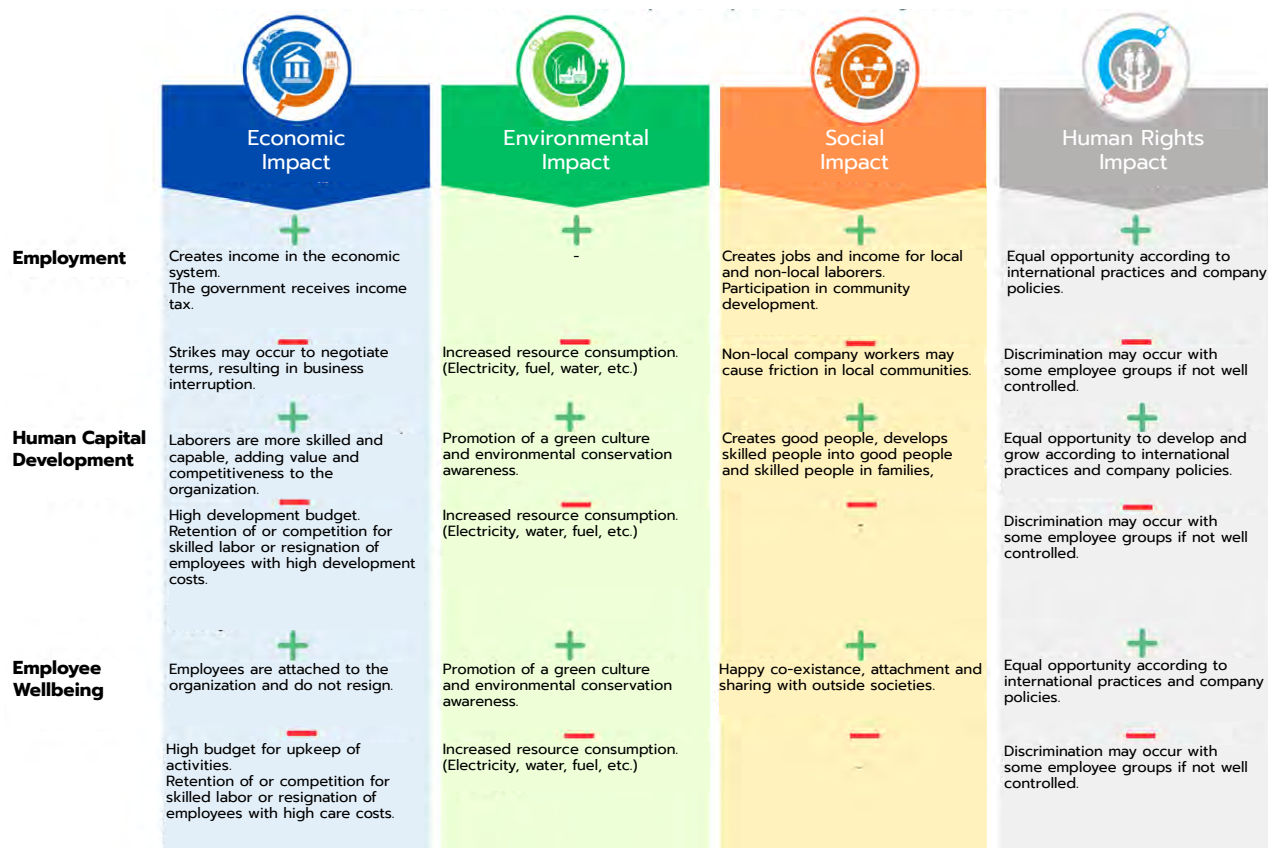 Economic
Impact
Environmental
Impact
Social
Impact
Human Rights
Impact
Employment
Creates income in the economic
system.
The government receives income
tax.
-
Creates jobs and income for local
and non-local laborers.
Participation in community
development.
Equal opportunity according to
international practices and company
policies.
Strikes may occur to negotiate
terms, resulting in business
interruption.
Increased resource consumption.
(Electricity, fuel, water, etc.)
Non-local company workers may
cause friction in local communities.
Discrimination may occur with
some employee groups if not well
controlled.
Human Capital
Development
Laborers are more skilled and
capable, adding value and
competitiveness to the
organization.
Promotion of a green culture
and environmental conservation
awareness.
Creates good people, develops
skilled people into good people
and skilled people in families,
Equal opportunity to develop and
grow according to international
practices and company policies.
High development budget.
Retention of or competition for
skilled labor or resignation of
employees with high development
costs.
Increased resource consumption.
(Electricity, water, fuel, etc.)
-
Discrimination may occur with
some employee groups if not well
controlled.
Employee
Wellbeing
Employees are attached to the
organization and do not resign.
Promotion of a green culture
and environmental conservation
awareness.
Happy co-existance, attachment and
sharing with outside societies.
Equal opportunity according to
international practices and company
policies.
High budget for upkeep of
activities.
Retention of or competition for
skilled labor or resignation of
employees with high care costs.
Increased resource consumption.
(Electricity, water, fuel, etc.)
-
Discrimination may occur with
some employee groups if not well
controlled.